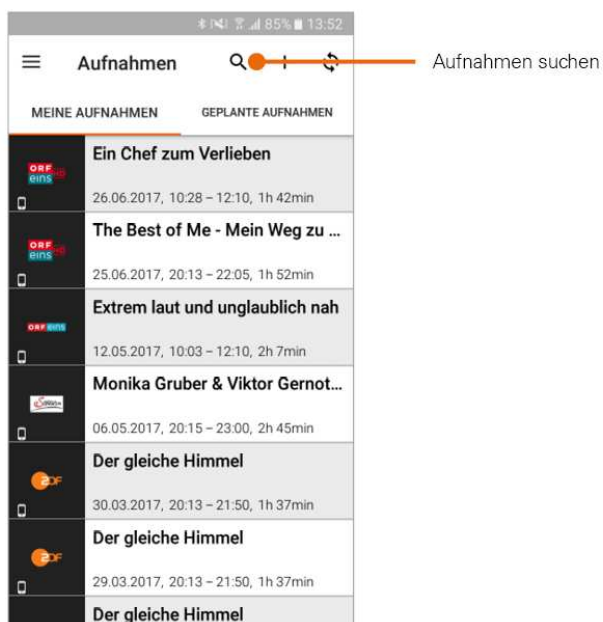 85% 13:52
Aufnahmen
Aufnahmen suchen
MEINE AUFNAHMEN GEPLANTE AUFNAHMEN
ORF
eins HD
Ein Chef zum Verlieben
26.06.2017, 10:28 – 12:10, 1h 42min
ORF
eins HD
The Best of Me - Mein Weg zu ...
25.06.2017, 20:13 – 22:05, 1h 52min
ORF eins
Extrem laut und unglaublich nah
12.05.2017, 10:03 – 12:10, 2h 7min
Monika Gruber & Viktor Gernot...
06.05.2017, 20:15 – 23:00, 2h 45min
ZDF
Der gleiche Himmel
30.03.2017, 20:13 – 21:50, 1h 37min
ZDF
Der gleiche Himmel
29.03.2017, 20:13 – 21:50, 1h 37min
Der gleiche Himmel